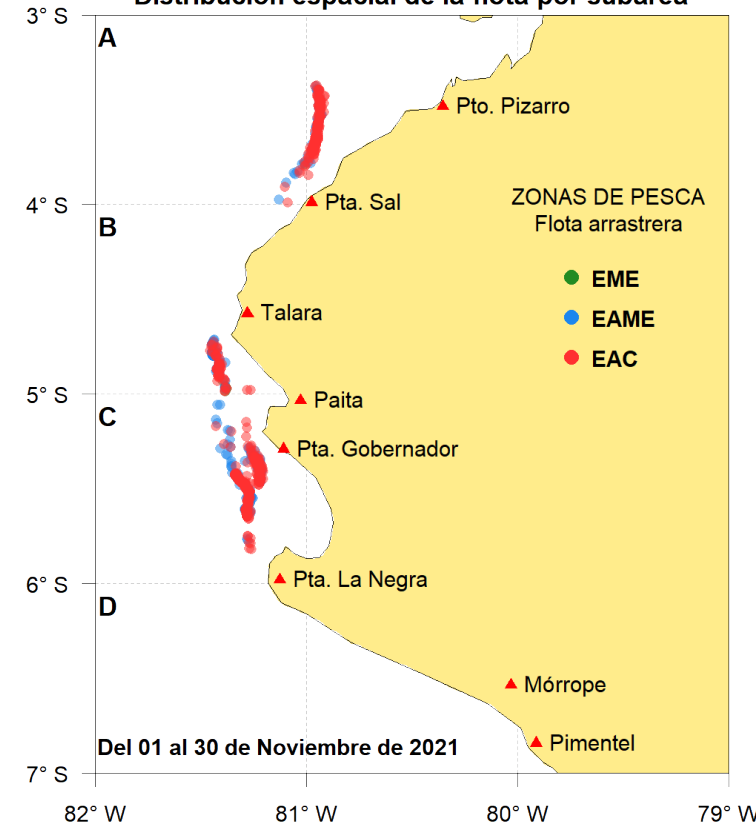 Distribución espacial de la flota por subárea
3° S
A
Pto. Pizarro
ZONAS DE PESCA
Flota arrastrera
4° S
Pta. Sal
B
EME
Talara
EAME
EAC
5° S
Paita
C
Pta. Gobernador
6° S
Pta. La Negra
D
Mórrope
Del 01 al 30 de Noviembre de 2021
Pimentel
7° S
82° W
81° W
80° W
79° W